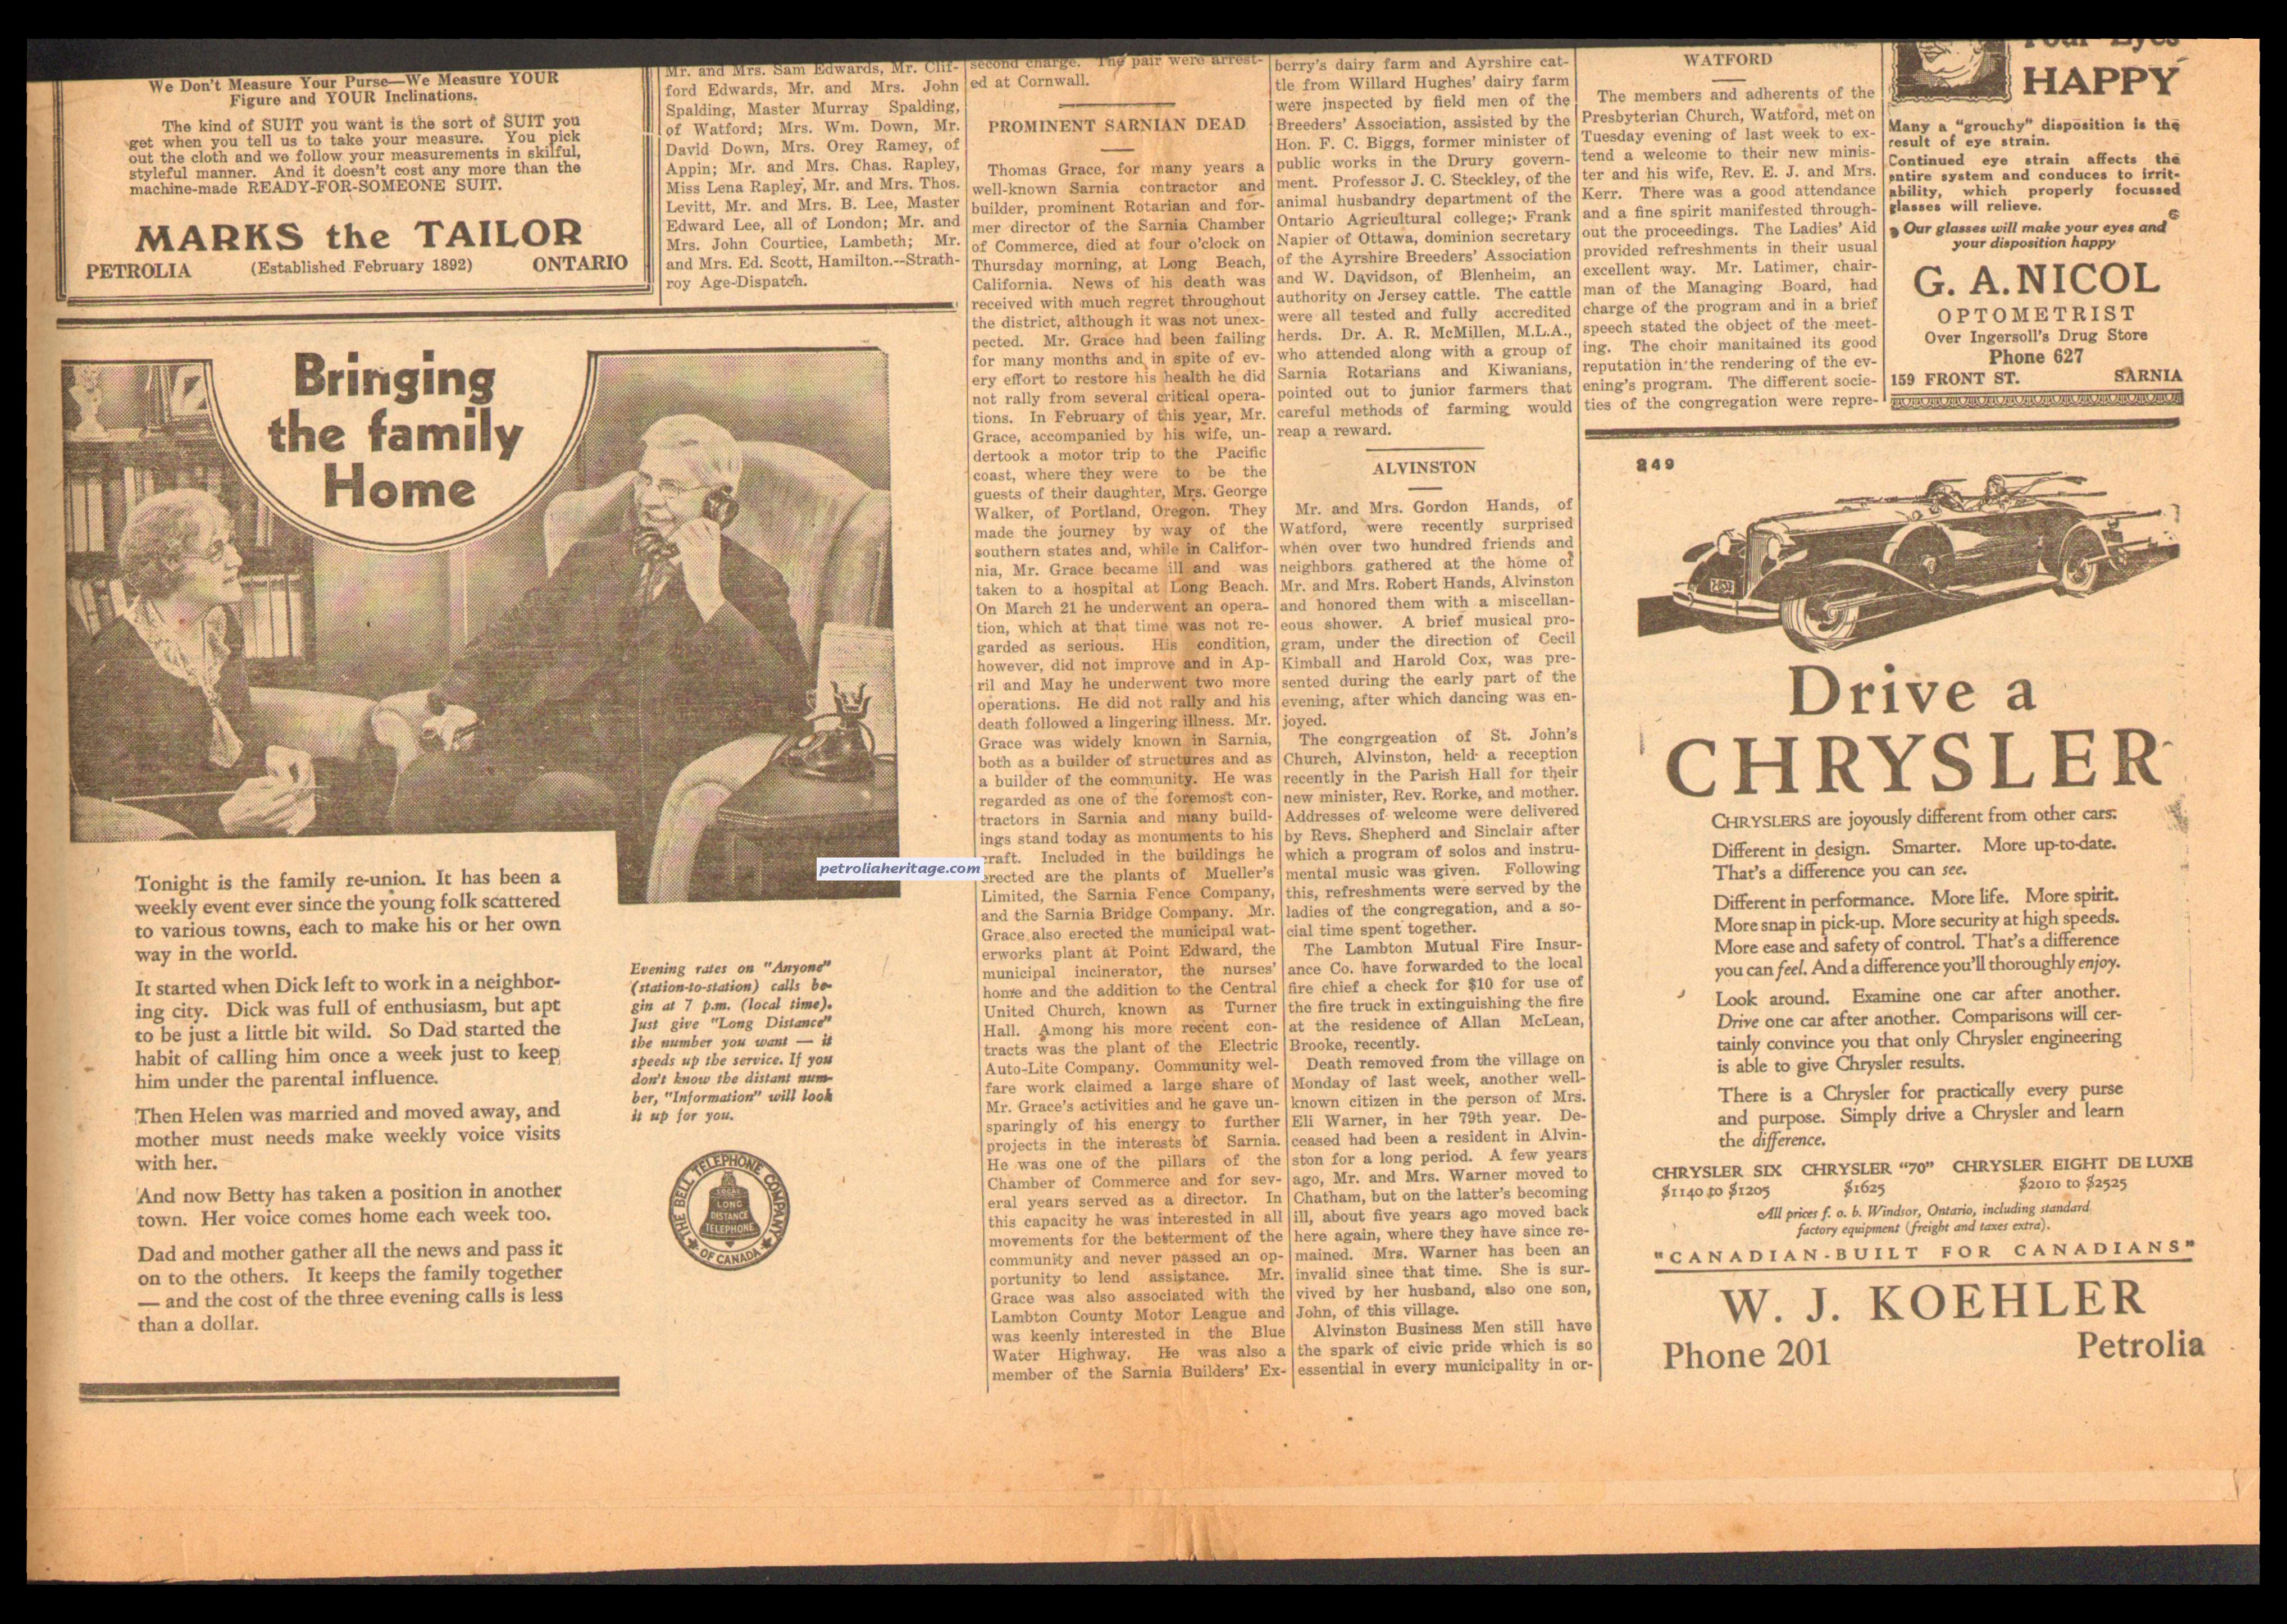 We Don't Measure Your Purse—We Measure YOUR
Figure and YOUR Inclinations.
The kind of SUIT you want is the sort of SUIT you
get when you tell us to take your measure. You pick
out the cloth and we follow your measurements in skilful,
styleful manner. And it doesn't cost any more than the
machine-made READY-FOR-SOMEONE SUIT.
MARKS the TAILOR
PETROLIA (Established February 1892) ONTARIO
Mr. and Mrs. Sam Edwards, Mr. Clif-
ford Edwards, Mr. and Mrs. John
Spalding, Master Murray Spalding,
of Watford; Mrs. Wm. Down, Mr.
David Down, Mrs. Orey Ramey, of
Appin; Mr. and Mrs. Chas. Rapley,
Miss Lena Rapley, Mr. and Mrs. Thos.
Levitt, Mr. and Mrs. B. Lee, Master
Edward Lee, all of London; Mr. and
Mrs. John Courtice, Lambeth; Mr.
and Mrs. Ed. Scott, Hamilton.--Strath-
roy Age-Dispatch.
Bringing
the family
Home
Tonight is the family re-union. It has been a
weekly event ever since the young folk scattered
to various towns, each to make his or her own
way in the world.
It started when Dick left to work in a neighbor-
ing city. Dick was full of enthusiasm, but apt
to be just a little bit wild. So Dad started the
habit of calling him once a week just to keep
him under the parental influence.
Then Helen was married and moved away, and
mother must needs make weekly voice visits
with her.
And now Betty has taken a position in another
town. Her voice comes home each week too.
Dad and mother gather all the news and pass it
on to the others. It keeps the family together
— and the cost of the three evening calls is less
than a dollar.
Evening rates on "Anyone"
(station-to-station) calls be-
gin at 7 p.m. (local time).
Just give "Long Distance"
the number you want — it
speeds up the service. If you
don't know the distant num-
ber, "Information" will look
it up for you.
THE BELL TELEPHONE COMPANY
OF CANADA
LOCAL
LONG
DISTANCE
TELEPHONE
petroliaheritage.com
second charge. The pair were arrest-
ed at Cornwall.
PROMINENT SARNIAN DEAD
Thomas Grace, for many years a
well-known Sarnia contractor and
builder, prominent Rotarian and for-
mer director of the Sarnia Chamber
of Commerce, died at four o'clock on
Thursday morning, at Long Beach,
California. News of his death was
received with much regret throughout
the district, although it was not unex-
pected. Mr. Grace had been failing
for many months and in spite of ev-
ery effort to restore his health he did
not rally from several critical opera-
tions. In February of this year, Mr.
Grace, accompanied by his wife, un-
dertook a motor trip to the Pacific
coast, where they were to be the
guests of their daughter, Mrs. George
Walker, of Portland, Oregon. They
made the journey by way of the
southern states and, while in Califor-
nia, Mr. Grace became ill and was
taken to a hospital at Long Beach.
On March 21 he underwent an opera-
tion, which at that time was not re-
garded as serious. His condition,
however, did not improve and in Ap-
ril and May he underwent two more
operations. He did not rally and his
death followed a lingering illness. Mr.
Grace was widely known in Sarnia,
both as a builder of structures and as
a builder of the community. He was
regarded as one of the foremost con-
tractors in Sarnia and many build-
ings stand today as monuments to his
craft. Included in the buildings he
erected are the plants of Mueller's
Limited, the Sarnia Fence Company,
and the Sarnia Bridge Company. Mr.
Grace also erected the municipal wat-
erworks plant at Point Edward, the
municipal incinerator, the nurses'
home and the addition to the Central
United Church, known as Turner
Hall. Among his more recent con-
tracts was the plant of the Electric
Auto-Lite Company. Community wel-
fare work claimed a large share of
Mr. Grace's activities and he gave un-
sparingly of his energy to further
projects in the interests of Sarnia.
He was one of the pillars of the
Chamber of Commerce and for sev-
eral years served as a director. In
this capacity he was interested in all
movements for the betterment of the
community and never passed an op-
portunity to lend assistance. Mr.
Grace was also associated with the
Lambton County Motor League and
was keenly interested in the Blue
Water Highway. He was also a
member of the Sarnia Builders' Ex-
berry's dairy farm and Ayrshire cat-
tle from Willard Hughes' dairy farm
were inspected by field men of the
Breeders' Association, assisted by the
Hon. F. C. Biggs, former minister of
public works in the Drury govern-
ment. Professor J. C. Steckley, of the
animal husbandry department of the
Ontario Agricultural college; Frank
Napier of Ottawa, dominion secretary
of the Ayrshire Breeders' Association
and W. Davidson, of Blenheim, an
authority on Jersey cattle. The cattle
were all tested and fully accredited
herds. Dr. A. R. McMillen, M.L.A.,
who attended along with a group of
Sarnia Rotarians and Kiwanians,
pointed out to junior farmers that
careful methods of farming would
reap a reward.
ALVINSTON
Mr. and Mrs. Gordon Hands, of
Watford, were recently surprised
when over two hundred friends and
neighbors gathered at the home of
Mr. and Mrs. Robert Hands, Alvinston
and honored them with a miscellan-
eous shower. A brief musical pro-
gram, under the direction of Cecil
Kimball and Harold Cox, was pre-
sented during the early part of the
evening, after which dancing was en-
joyed.
The congrgeation of St. John's
Church, Alvinston, held a reception
recently in the Parish Hall for their
new minister, Rev. Rorke, and mother.
Addresses of welcome were delivered
by Revs. Shepherd and Sinclair after
which a program of solos and instru-
mental music was given. Following
this, refreshments were served by the
ladies of the congregation, and a so-
cial time spent together.
The Lambton Mutual Fire Insur-
ance Co. have forwarded to the local
fire chief a check for $10 for use of
the fire truck in extinguishing the fire
at the residence of Allan McLean,
Brooke, recently.
Death removed from the village on
Monday of last week, another well-
known citizen in the person of Mrs.
Eli Warner, in her 79th year. De-
ceased had been a resident in Alvin-
ston for a long period. A few years
ago, Mr. and Mrs. Warner moved to
Chatham, but on the latter's becoming
ill, about five years ago moved back
here again, where they have since re-
mained. Mrs. Warner has been an
invalid since that time. She is sur-
vived by her husband, also one son,
John, of this village.
Alvinston Business Men still have
the spark of civic pride which is so
essential in every municipality in or-
WATFORD
The members and adherents of the
Presbyterian Church, Watford, met on
Tuesday evening of last week to ex-
tend a welcome to their new minis-
ter and his wife, Rev. E. J. and Mrs.
Kerr. There was a good attendance
and a fine spirit manifested through-
out the proceedings. The Ladies' Aid
provided refreshments in their usual
excellent way. Mr. Latimer, chair-
man of the Managing Board, had
charge of the program and in a brief
speech stated the object of the meet-
ing. The choir manitained its good
reputation in the rendering of the ev-
ening's program. The different socie-
ties of the congregation were repre-
Your Eyes
HAPPY
Many a "grouchy" disposition is the
result of eye strain.
Continued eye strain affects the
entire system and conduces to irrit-
ability, which properly focussed
glasses will relieve.
Our glasses will make your eyes and
your disposition happy
G. A. NICOL
OPTOMETRIST
Over Ingersoll's Drug Store
Phone 627
159 FRONT ST. SARNIA
249
Drive a
CHRYSLER
CHRYSLERS are joyously different from other cars:
Different in design. Smarter. More up-to-date.
That's a difference you can see.
Different in performance. More life. More spirit.
More snap in pick-up. More security at high speeds.
More ease and safety of control. That's a difference
you can feel. And a difference you'll thoroughly enjoy.
Look around. Examine one car after another.
Drive one car after another. Comparisons will cer-
tainly convince you that only Chrysler engineering
is able to give Chrysler results.
There is a Chrysler for practically every purse
and purpose. Simply drive a Chrysler and learn
the difference.
CHRYSLER SIX CHRYSLER "70" CHRYSLER EIGHT DE LUXE
$1140 to $1205 $1625 $2010 to $2525
All prices f. o. b. Windsor, Ontario, including standard
factory equipment (freight and taxes extra).
"CANADIAN-BUILT FOR CANADIANS"
W. J. KOEHLER
Phone 201 Petrolia